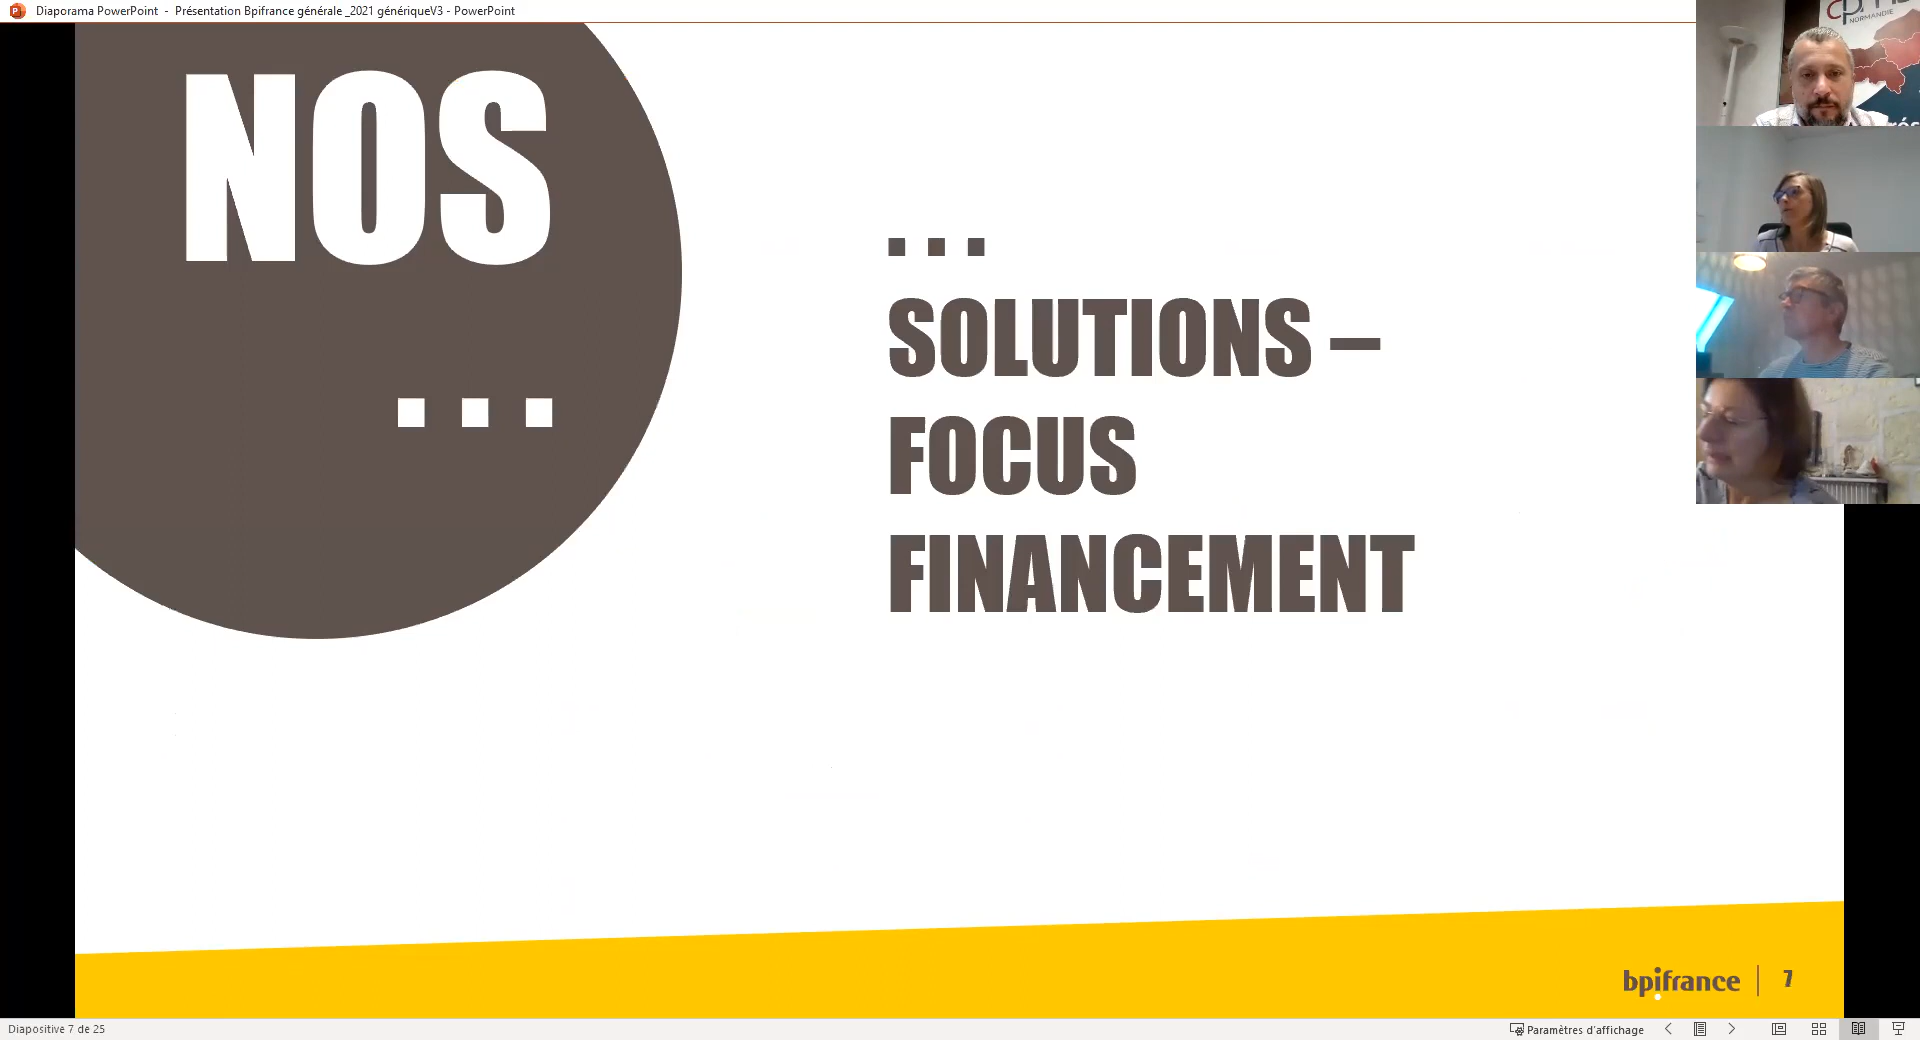 Diaporama PowerPoint - Présentation Bpifrance générale _2021 génériqueV3 - PowerPoint
NORMANDIE
NOS
...
...
SOLUTIONS –
FOCUS
FINANCEMENT
bpifrance
7
Diapositive 7 de 25
Paramètres d'affichage